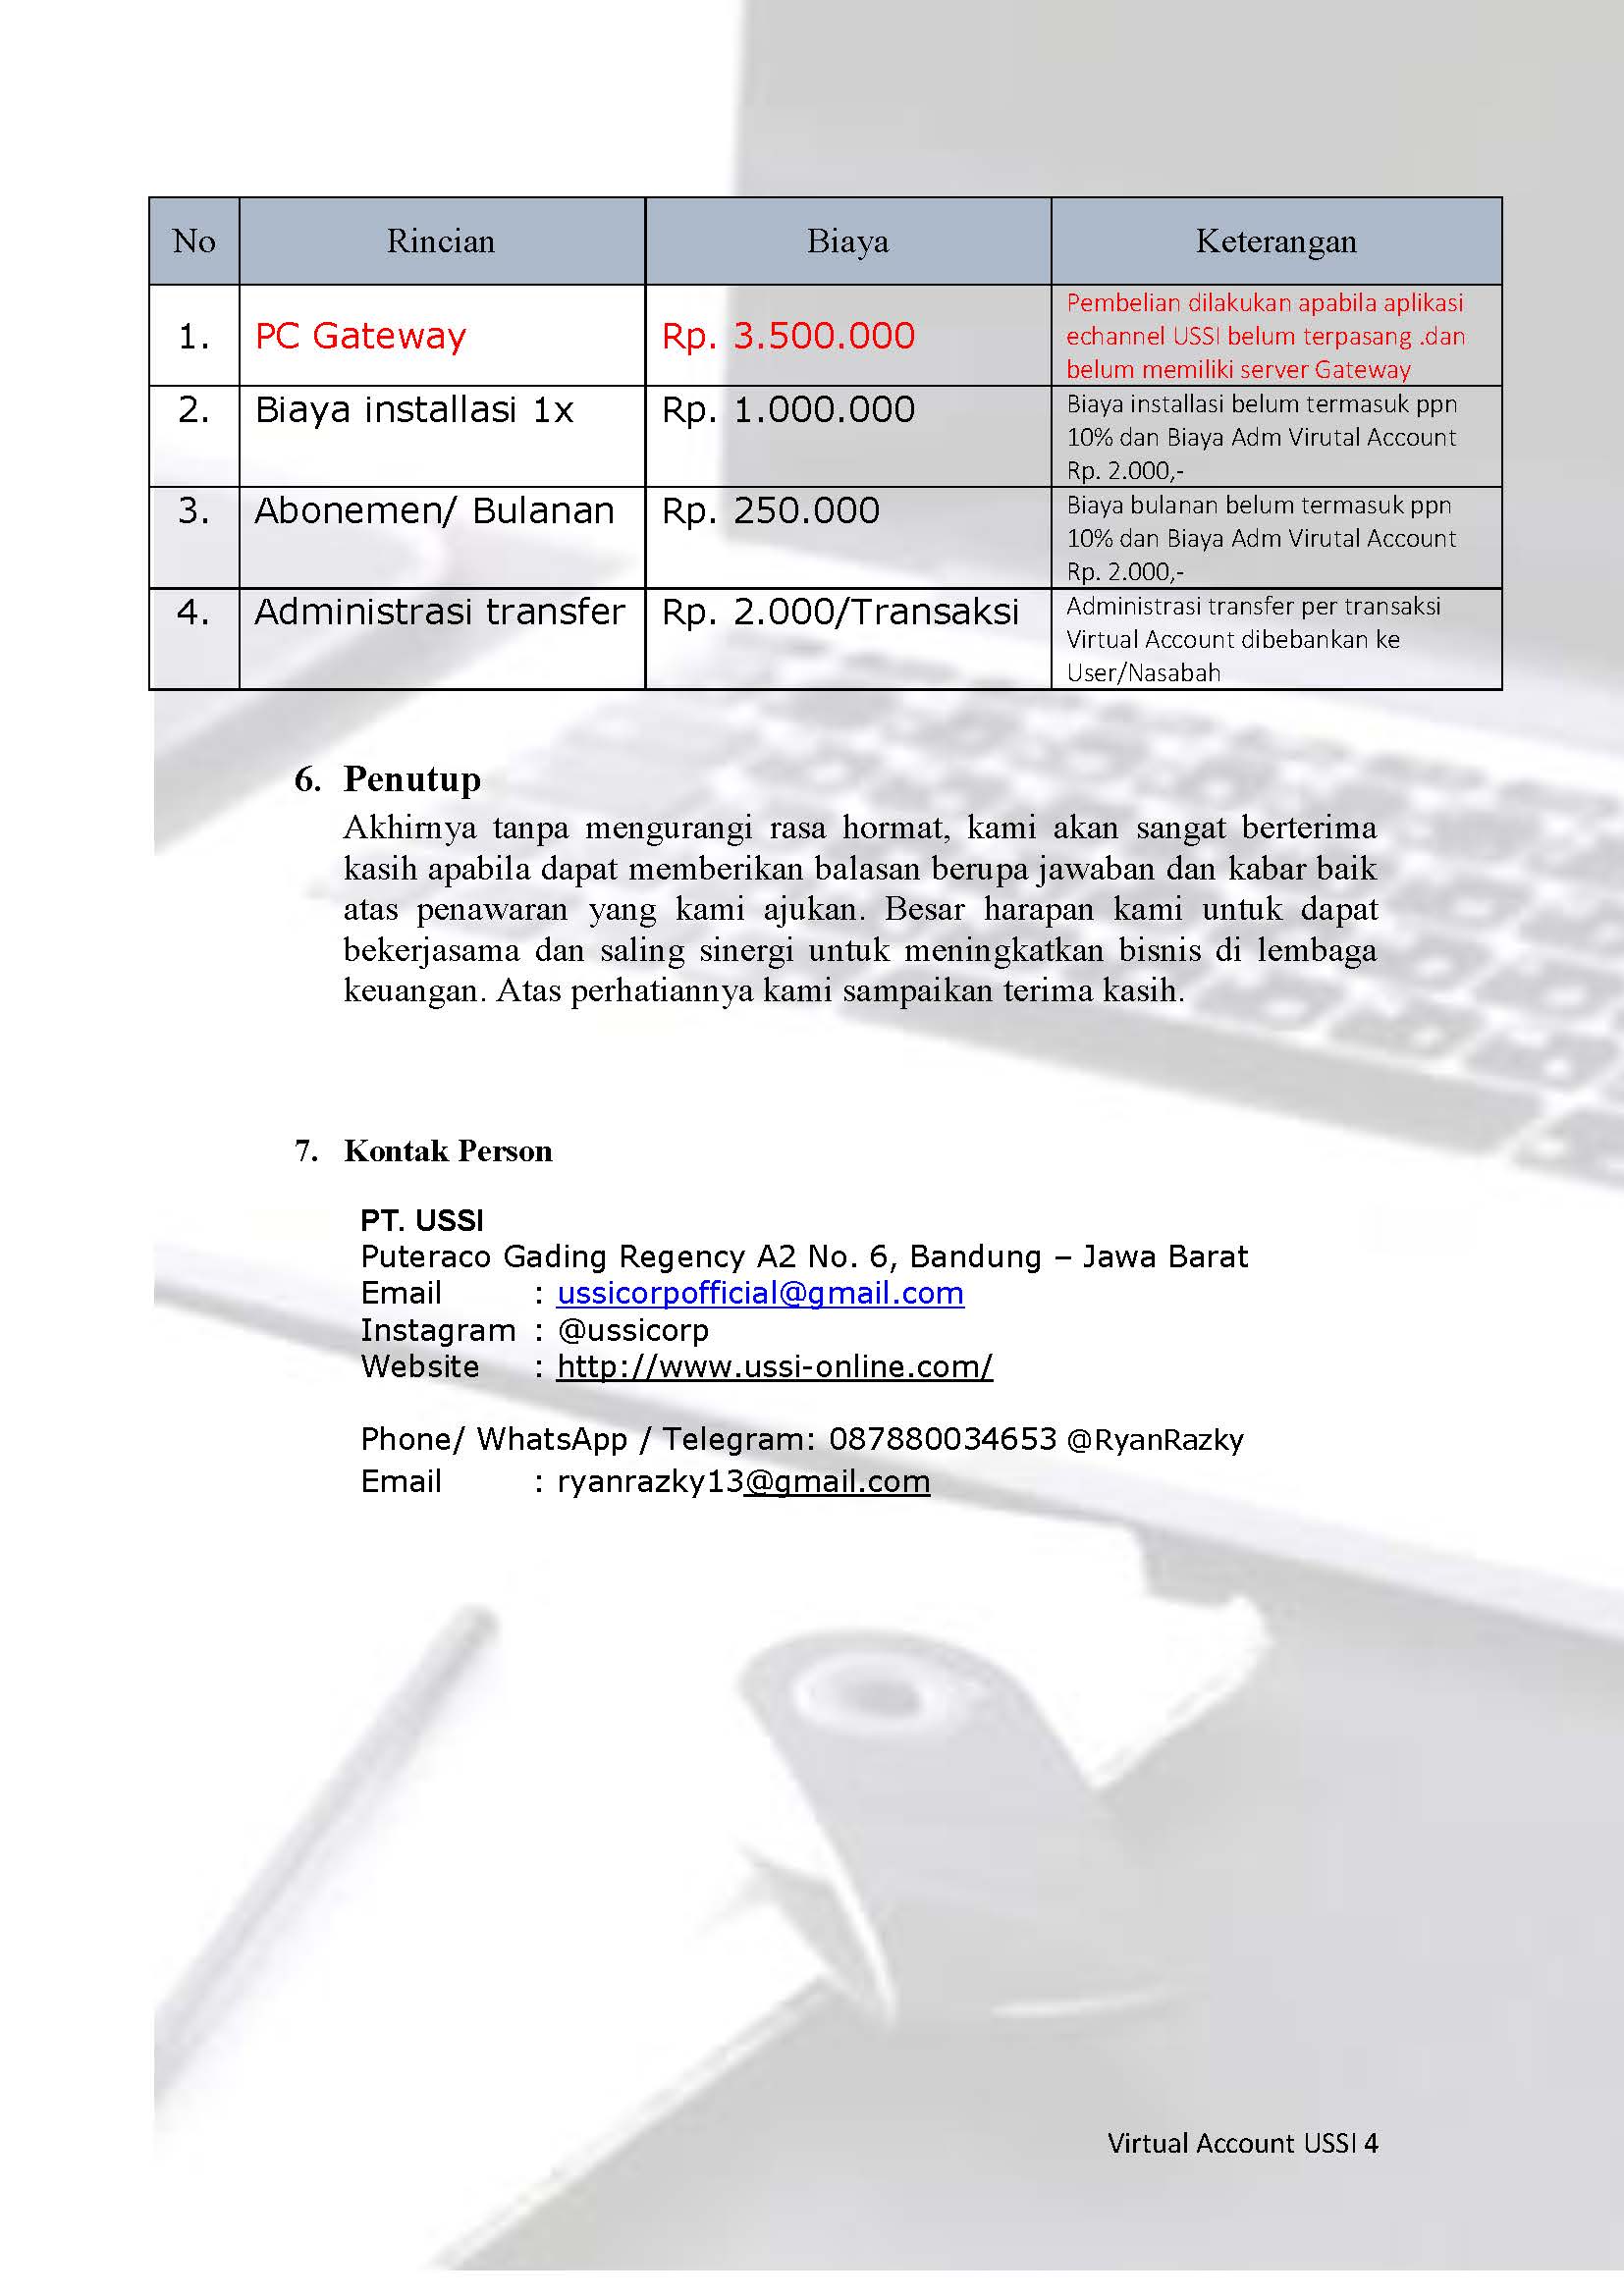 No Rincian Biaya Keterangan
1. PC Gateway Rp. 3.500.000 Pembelian dilakukan apabila aplikasi
echannel USSI belum terpasang .dan
belum memiliki server Gateway
2. Biaya installasi 1x Rp. 1.000.000 Biaya installasi belum termasuk ppn
10% dan Biaya Adm Virutal Account
Rp. 2.000,-
3. Abonemen/ Bulanan Rp. 250.000 Biaya bulanan belum termasuk ppn
10% dan Biaya Adm Virutal Account
Rp. 2.000,-
4. Administrasi transfer Rp. 2.000/Transaksi Administrasi transfer per transaksi
Virtual Account dibebankan ke
User/Nasabah
6. Penutup
Akhirnya tanpa mengurangi rasa hormat, kami akan sangat berterima
kasih apabila dapat memberikan balasan berupa jawaban dan kabar baik
atas penawaran yang kami ajukan. Besar harapan kami untuk dapat
bekerjasama dan saling sinergi untuk meningkatkan bisnis di lembaga
keuangan. Atas perhatiannya kami sampaikan terima kasih.
7. Kontak Person
PT. USSI
Puteraco Gading Regency A2 No. 6, Bandung – Jawa Barat
Email : ussicorpofficial@gmail.com
Instagram : @ussicorp
Website : http://www.ussi-online.com/
Phone/ WhatsApp / Telegram: 087880034653 @RyanRazky
Email : ryanrazky13@gmail.com
Virtual Account USSI 4